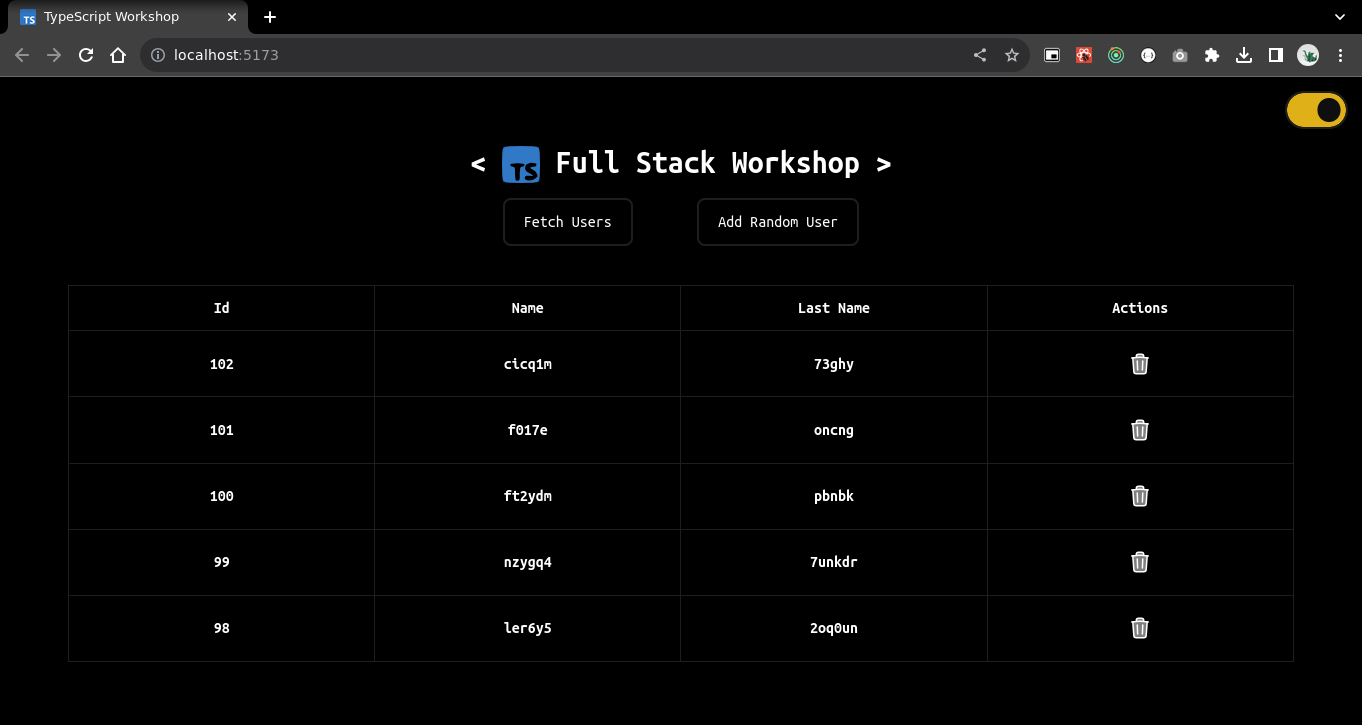 TS TypeScript Workshop
localhost:5173
< TS Full Stack Workshop >
Fetch Users Add Random User
Id Name Last Name Actions
102 cicq1m 73ghy
101 f017e oncng
100 ft2ydm pbnbk
99 nzygq4 7unkdr
98 ler6y5 2oq0un